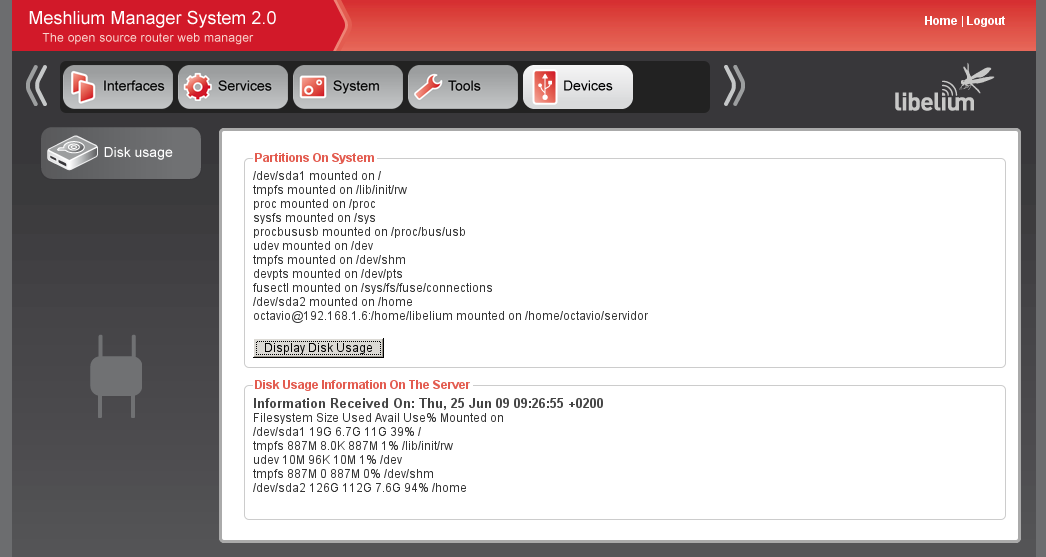 Meshlium Manager System 2.0
The open source router web manager
Home | Logout
Interfaces
Services
System
Tools
Devices
libelium
Disk usage
Partitions On System
/dev/sda1 mounted on /
tmpfs mounted on /lib/init/rw
proc mounted on /proc
sysfs mounted on /sys
procbususb mounted on /proc/bus/usb
udev mounted on /dev
tmpfs mounted on /dev/shm
devpts mounted on /dev/pts
fusectl mounted on /sys/fs/fuse/connections
/dev/sda2 mounted on /home
octavio@192.168.1.6:/home/libelium mounted on /home/octavio/servidor
Display Disk Usage
Disk Usage Information On The Server
Information Received On: Thu, 25 Jun 09 09:26:55 +0200
Filesystem Size Used Avail Use% Mounted on
/dev/sda1 19G 6.7G 11G 39% /
tmpfs 887M 8.0K 887M 1% /lib/init/rw
udev 10M 96K 10M 1% /dev
tmpfs 887M 0 887M 0% /dev/shm
/dev/sda2 126G 112G 7.6G 94% /home